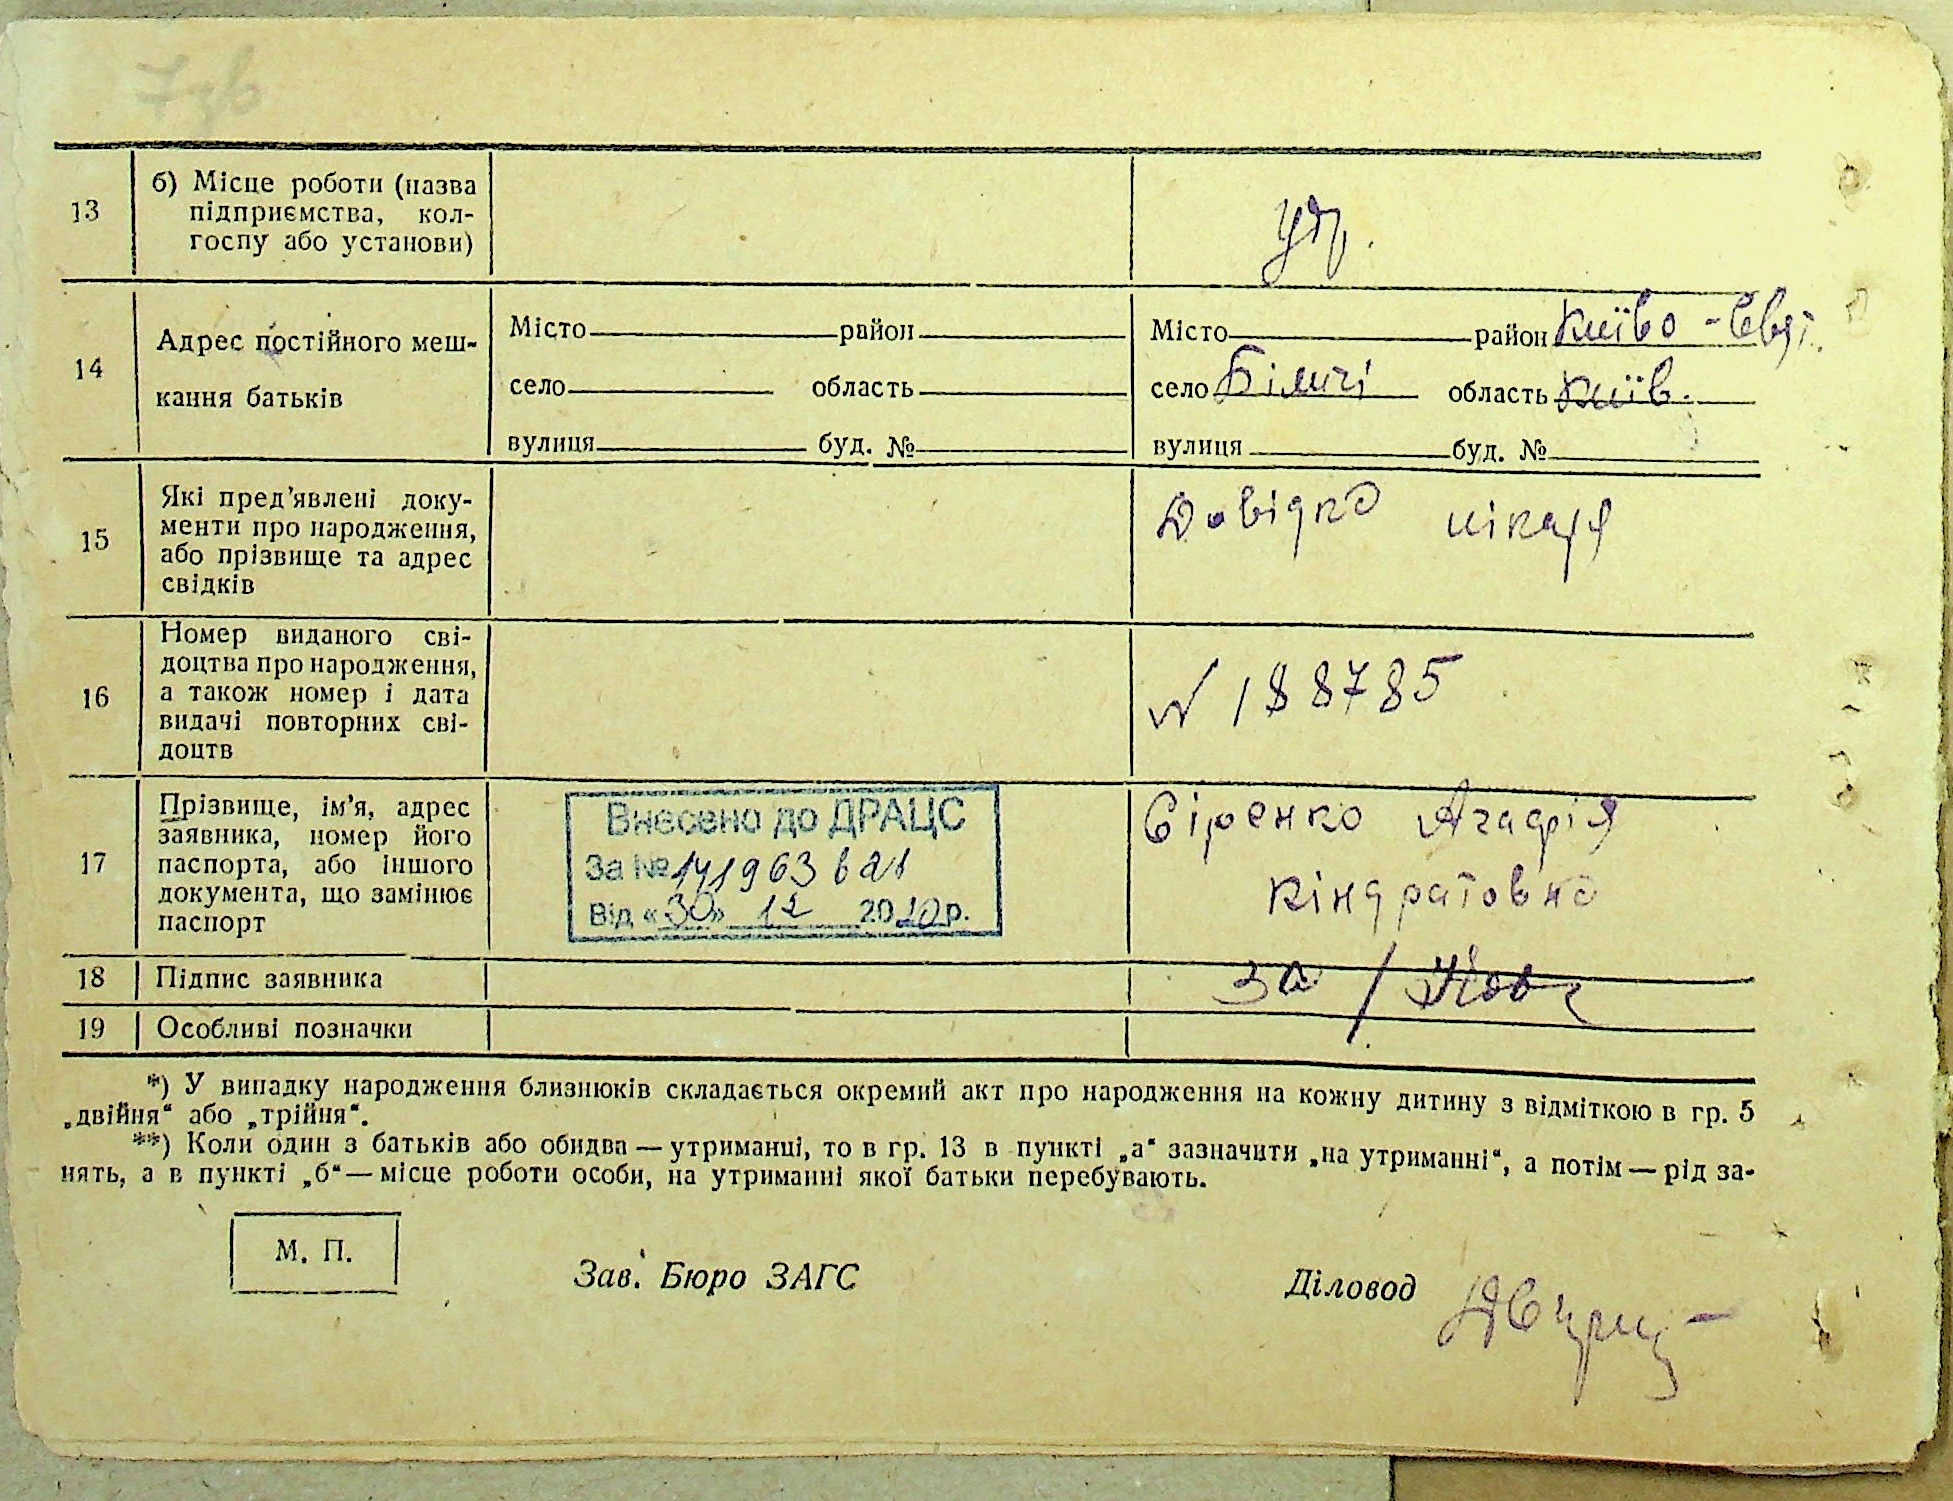 7зв
13 б) Місце роботи (назва
підприємства, кол-
госпу або установи)
14 Адрес постійного меш-
кання батьків
Місто район
село область
вулиця буд. №
Місто район Київо-Свят.
село Біличі область Київ.
вулиця буд. №
15 Які пред'явлені доку-
менти про народження,
або прізвище та адрес
свідків
Довідка лікаря
16 Номер виданого сві-
доцтва про народження,
а також номер і дата
видачі повторних сві-
доцтв
N 188785
17 Прізвище, ім'я, адрес
заявника, номер його
паспорта, або іншого
документа, що замінює
паспорт
Внесено до ДРАЦС
За №
Від «30» 12 2020р.
Сіренко Агафія
Кіндратовна
18 Підпис заявника
за /
19 Особливі позначки
*) У випадку народження близнюків складається окремий акт про народження на кожну дитину з відміткою в гр. 5
„двійня“ або „трійня“.
**) Коли один з батьків або обидва — утриманці, то в гр. 13 в пункті „а“ зазначити „на утриманні“, а потім — рід за-
нять, а в пункті „б“ — місце роботи особи, на утриманні якої батьки перебувають.
М. П.
Зав. Бюро ЗАГС
Діловод